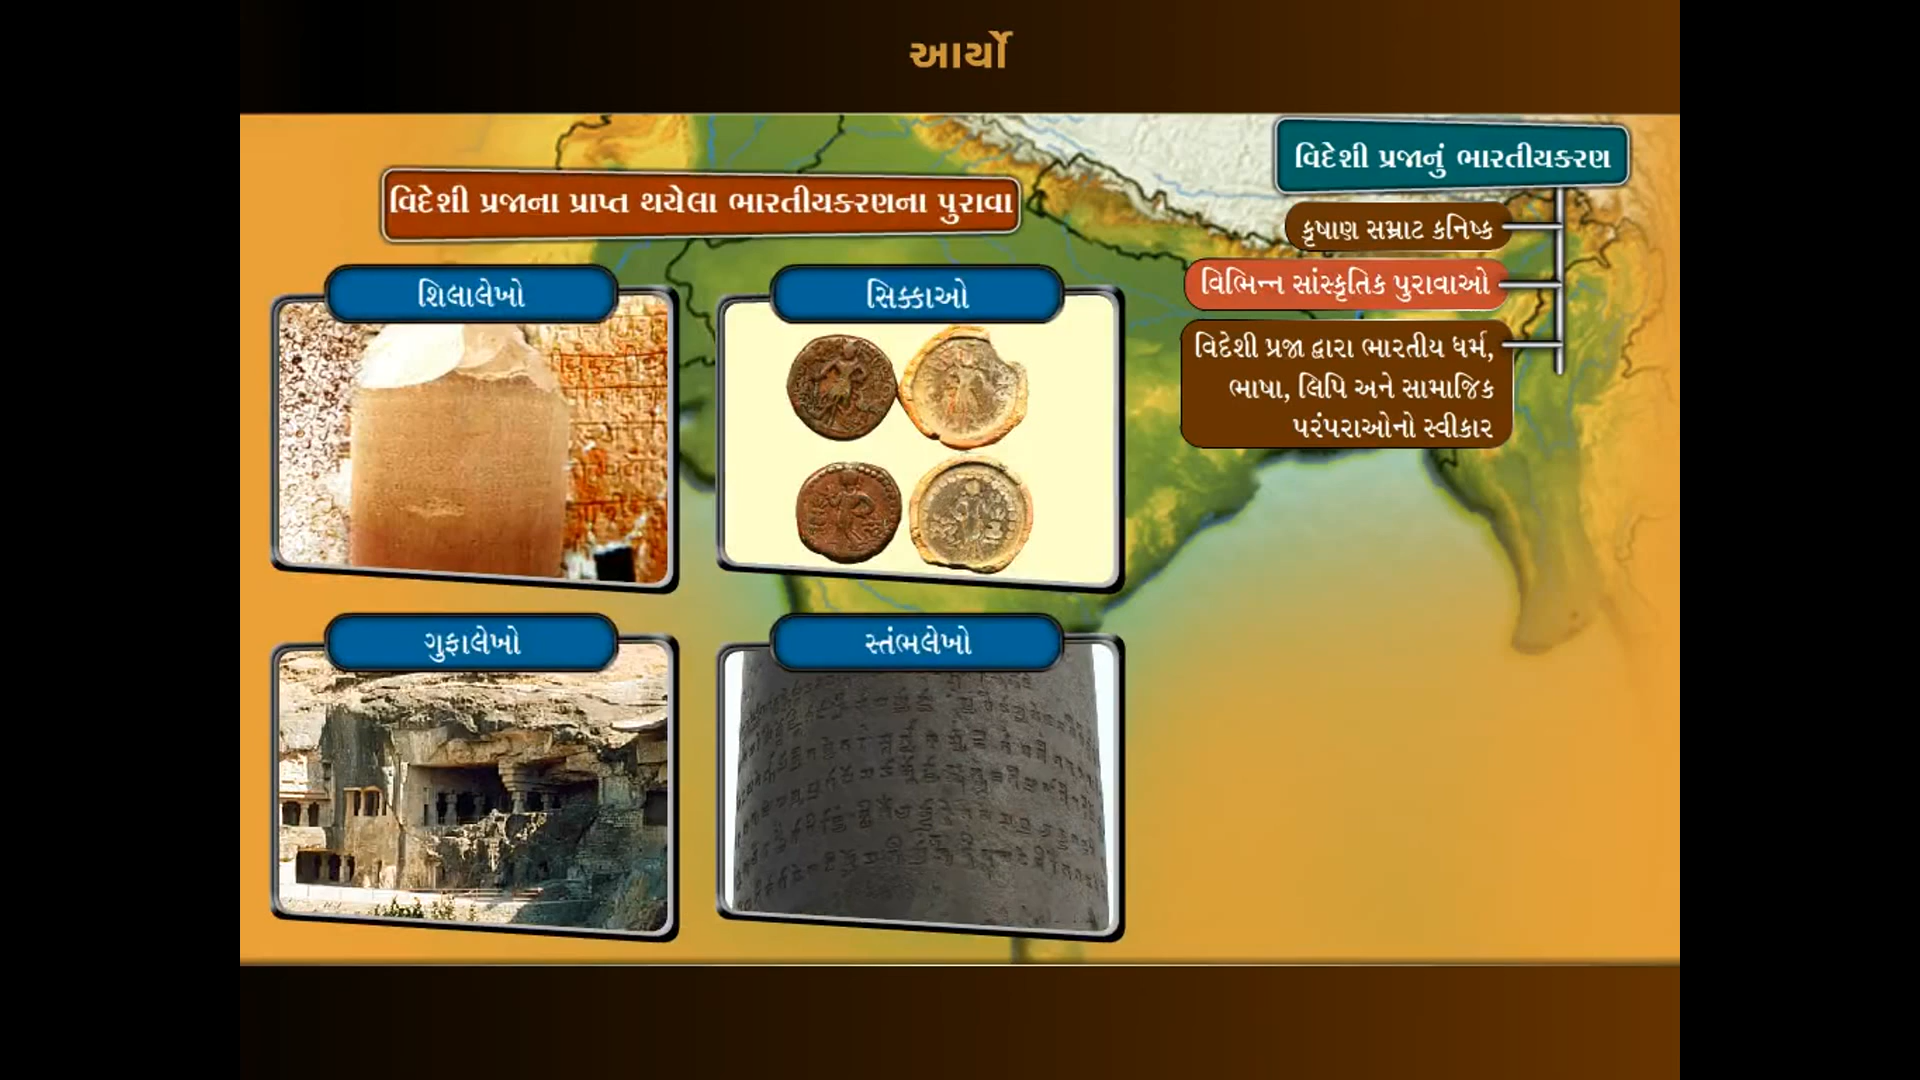 આર્યો
વિદેશી પ્રજાના પ્રાપ્ત થયેલા ભારતીયકરણના પુરાવા
શિલાલેખો
સિક્કાઓ
ગુફાલેખો
સ્તંભલેખો
વિદેશી પ્રજાનું ભારતીયકરણ
કૃષાણ સમ્રાટ કનિષ્ક
વિભિન્ન સાંસ્કૃતિક પુરાવાઓ
વિદેશી પ્રજા દ્વારા ભારતીય ધર્મ,
ભાષા, લિપિ અને સામાજિક
પરંપરાઓનો સ્વીકાર